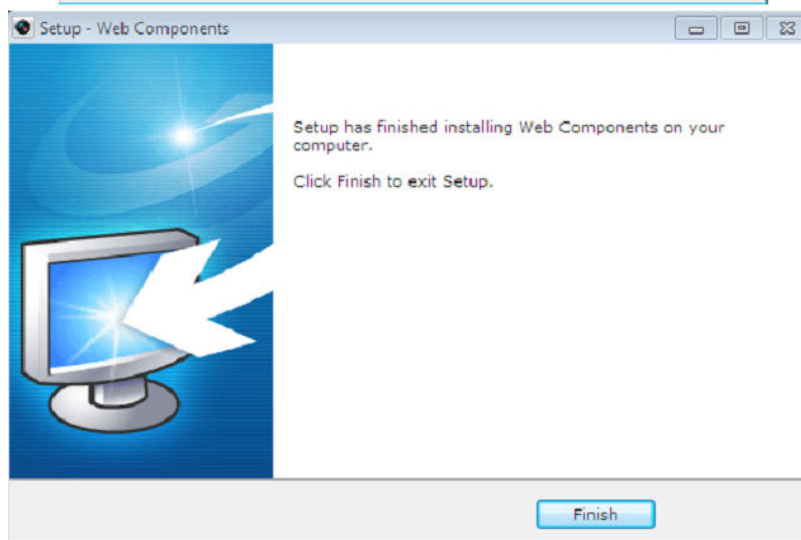 Setup - Web Components
Setup has finished installing Web Components on your
computer.
Click Finish to exit Setup.
Finish